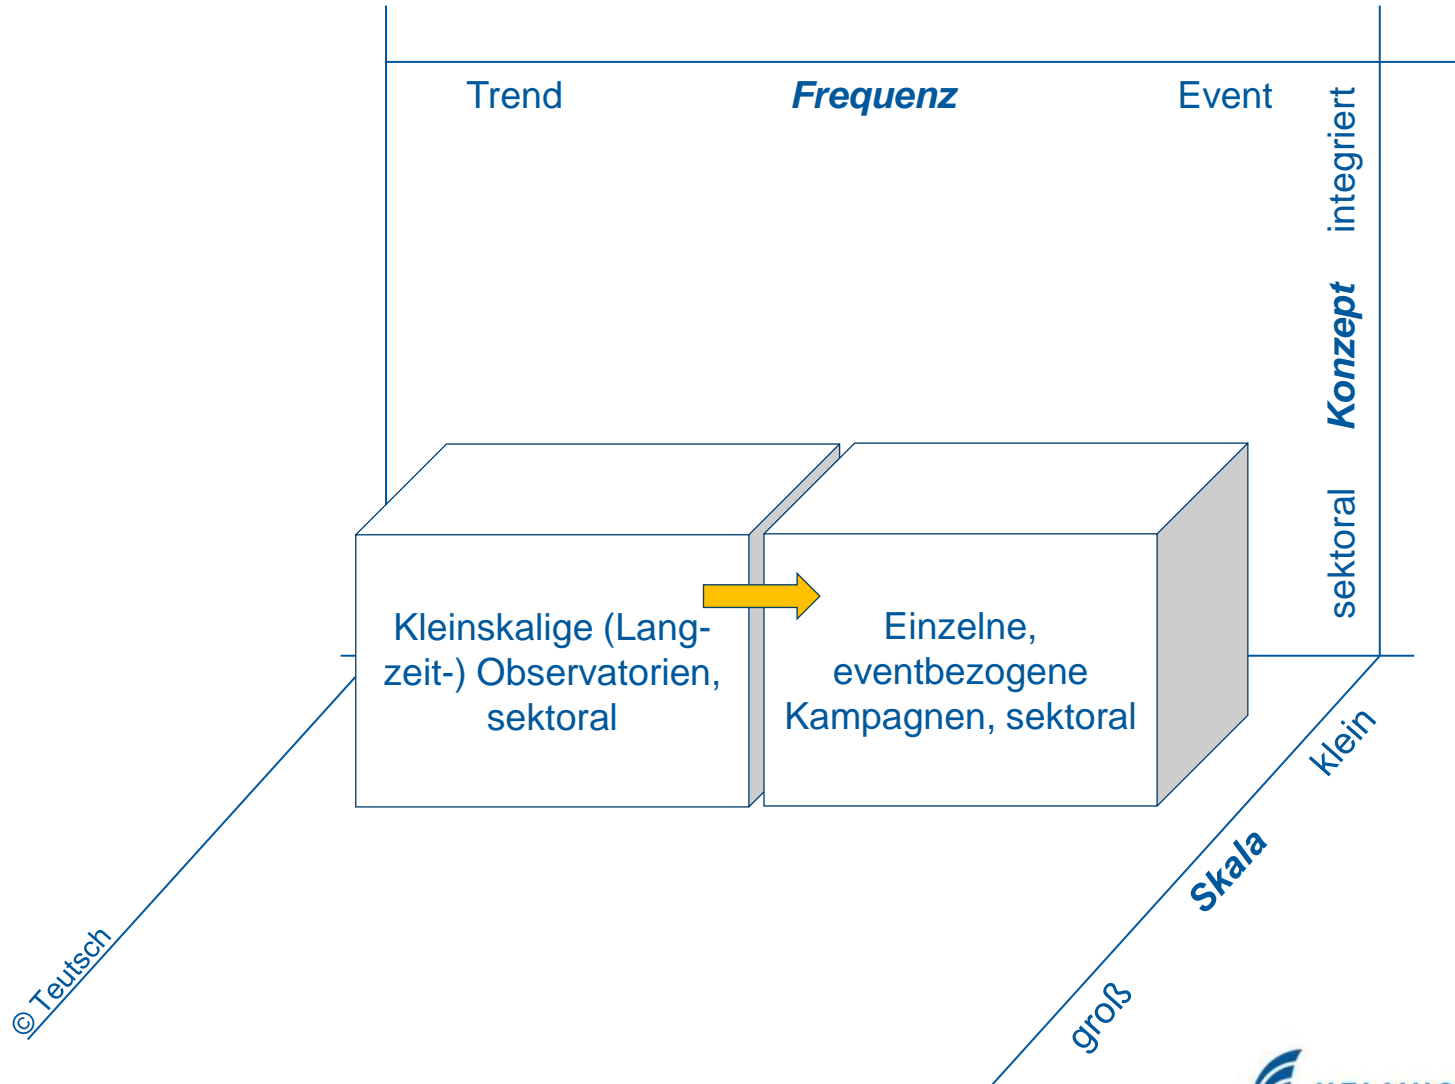 Trend Frequenz Event
integriert
Konzept
sektoral
Kleinskalige (Lang-
zeit-) Observatorien,
sektoral
Einzelne,
eventbezogene
Kampagnen, sektoral
klein
Skala
groß
© Teutsch